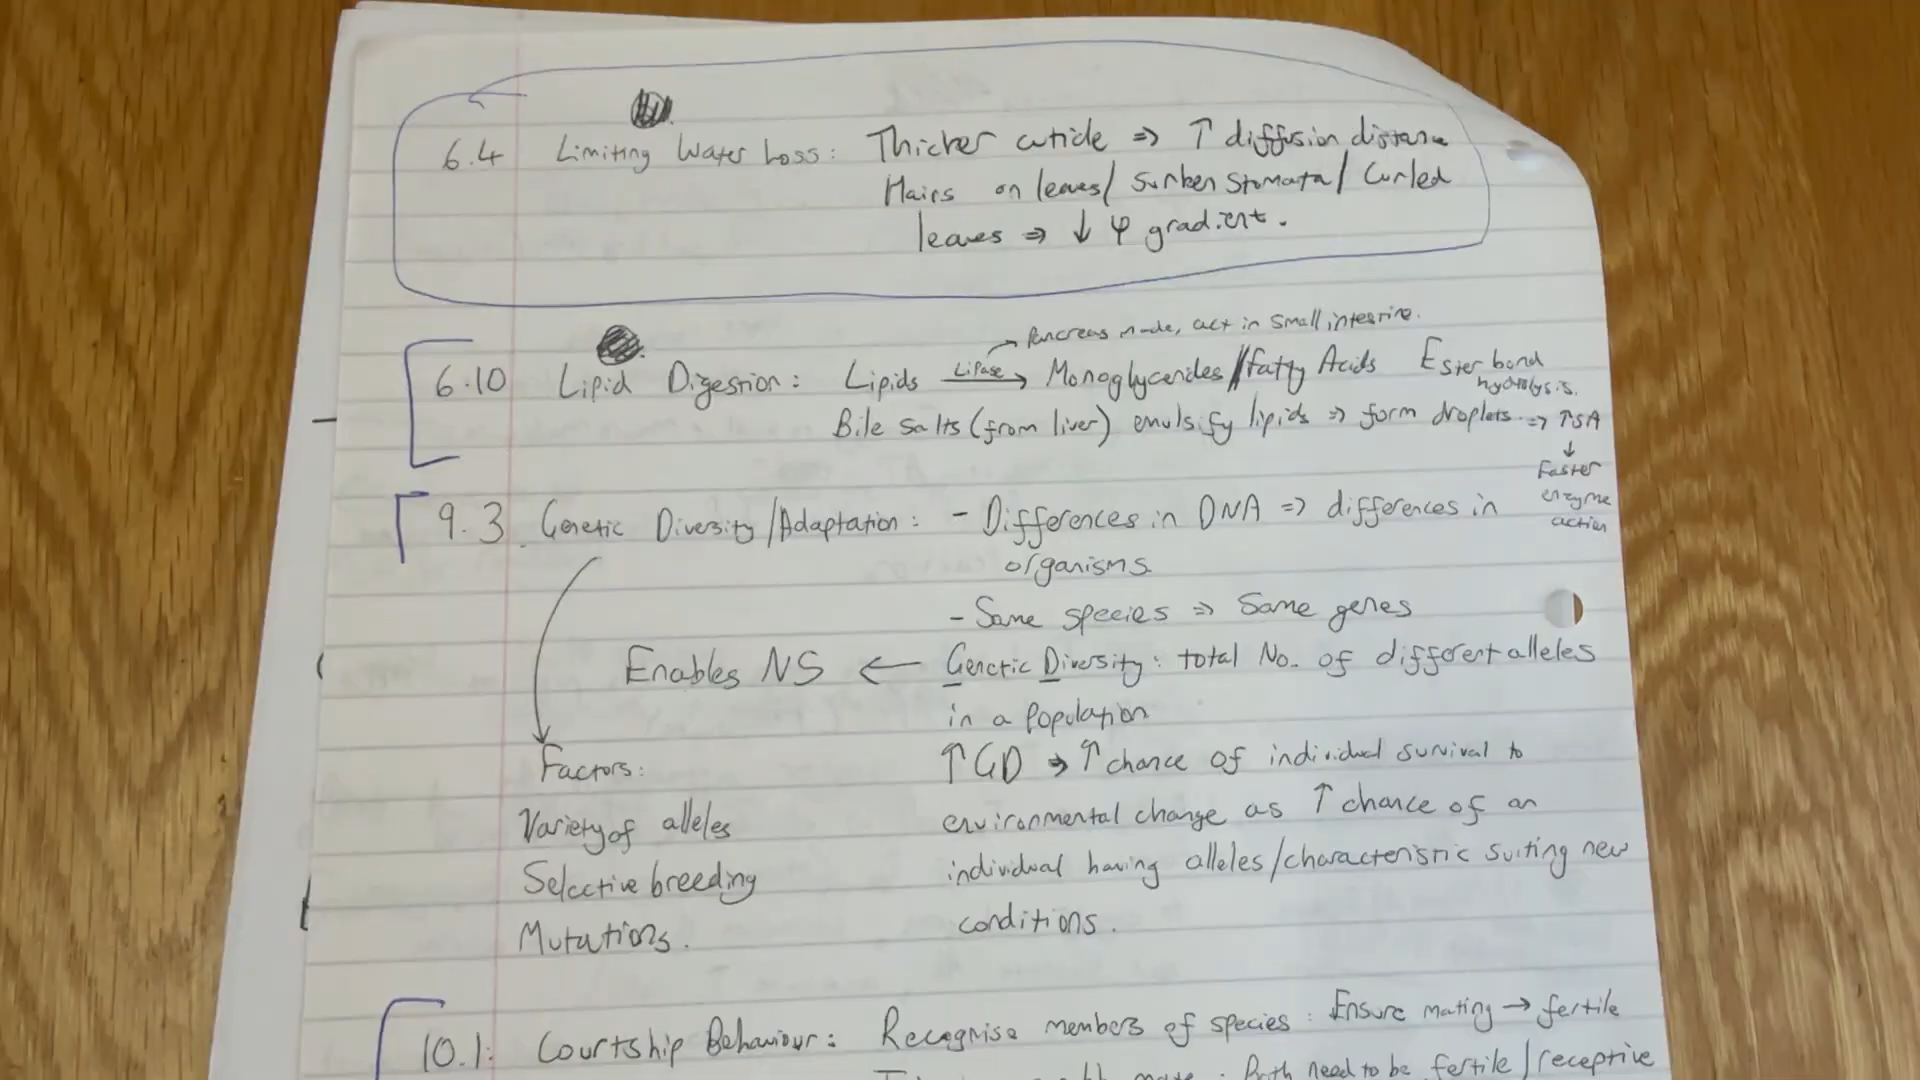 6.4 Limiting Water Loss: Thicker cuticle ⇒ ↑ diffusion distance
Hairs on leaves/ Sunken Stomata/ Curled
leaves ⇒ ↓ Ψ gradient.
Pancreas made, act in small intestine.
6.10 Lipid Digestion: Lipids Lipase → Monoglycerides/fatty Acids Ester bond
hydrolysis.
Bile Salts (from liver) emulsify lipids ⇒ form droplets ⇒ ↑SA
↓
Faster
enzyme
action
9.3 Genetic Diversity/Adaptation: - Differences in DNA ⇒ differences in
organisms
- Same species ⇒ Same genes
Enables NS ← Genetic Diversity: total No. of different alleles
in a population
Factors:
Variety of alleles
Selective breeding
Mutations.
↑GD → ↑ chance of individual survival to
environmental change as ↑ chance of an
individual having alleles/characteristic suiting new
conditions.
10.1: Courtship Behaviour: Recognise members of species: Ensure mating → fertile
Both need to be fertile/receptive